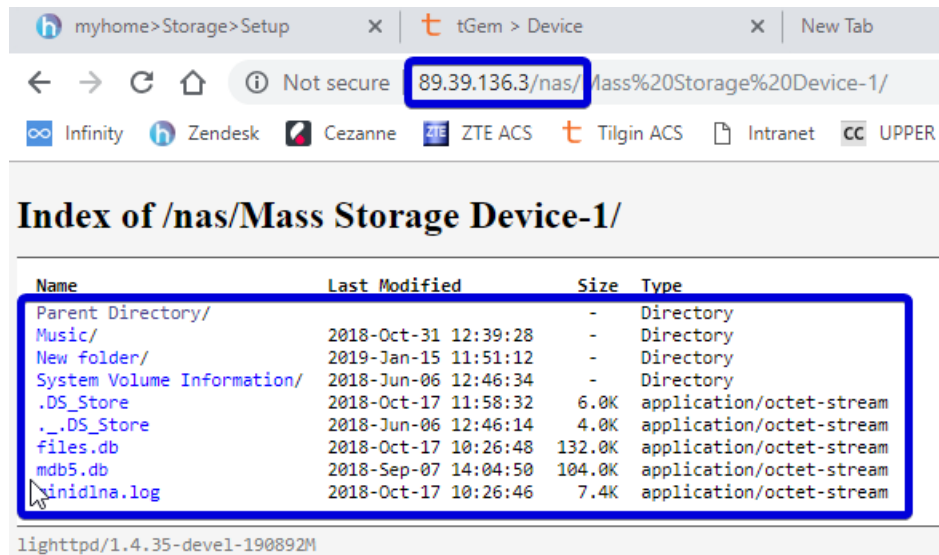 myhome>Storage>Setup
tGem > Device
New Tab
Not secure 89.39.136.3/nas/Mass%20Storage%20Device-1/
Infinity Zendesk Cezanne ZTE ZTE ACS Tilgin ACS Intranet CC UPPER
Index of /nas/Mass Storage Device-1/
Name Last Modified Size Type
Parent Directory/ - Directory
Music/ 2018-Oct-31 12:39:28 - Directory
New folder/ 2019-Jan-15 11:51:12 - Directory
System Volume Information/ 2018-Jun-06 12:46:34 - Directory
.DS_Store 2018-Oct-17 11:58:32 6.0K application/octet-stream
._.DS_Store 2018-Jun-06 12:46:14 4.0K application/octet-stream
files.db 2018-Oct-17 10:26:48 132.0K application/octet-stream
mdb5.db 2018-Sep-07 14:04:50 104.0K application/octet-stream
minidlna.log 2018-Oct-17 10:26:46 7.4K application/octet-stream
lighttpd/1.4.35-devel-190892M